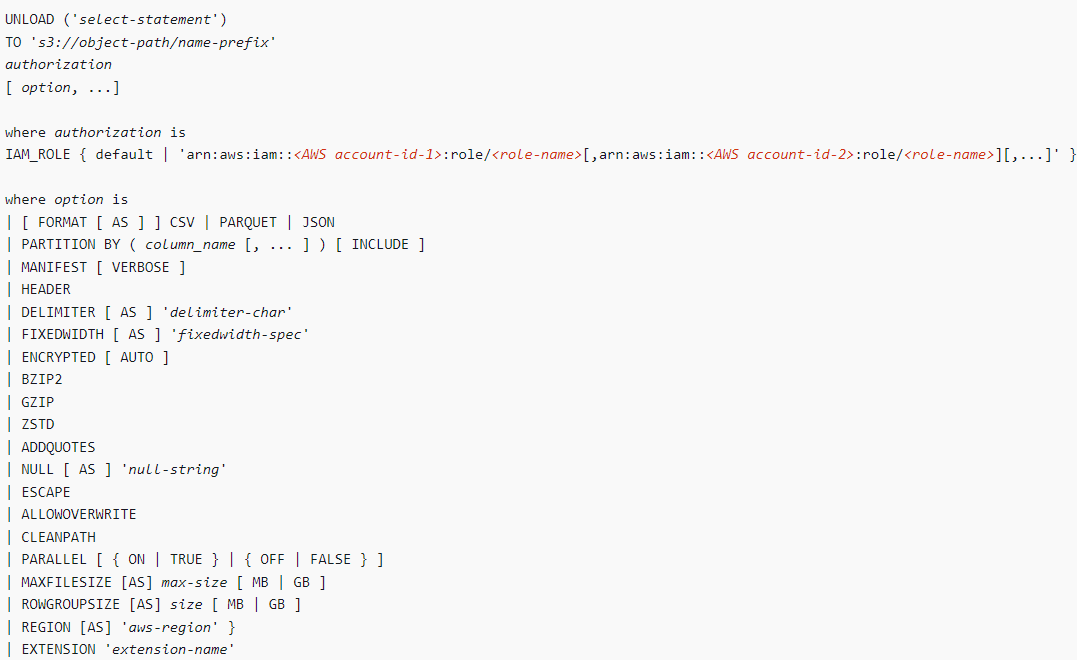 UNLOAD ('select-statement')
TO 's3://object-path/name-prefix'
authorization
[ option, ...]

where authorization is
IAM_ROLE { default | 'arn:aws:iam::<AWS account-id-1>:role/<role-name>[,arn:aws:iam::<AWS account-id-2>:role/<role-name>][,...]' }

where option is
| [ FORMAT [ AS ] ] CSV | PARQUET | JSON
| PARTITION BY ( column_name [, ... ] ) [ INCLUDE ]
| MANIFEST [ VERBOSE ]
| HEADER
| DELIMITER [ AS ] 'delimiter-char'
| FIXEDWIDTH [ AS ] 'fixedwidth-spec'
| ENCRYPTED [ AUTO ]
| BZIP2
| GZIP
| ZSTD
| ADDQUOTES
| NULL [ AS ] 'null-string'
| ESCAPE
| ALLOWOVERWRITE
| CLEANPATH
| PARALLEL [ { ON | TRUE } | { OFF | FALSE } ]
| MAXFILESIZE [AS] max-size [ MB | GB ]
| ROWGROUPSIZE [AS] size [ MB | GB ]
| REGION [AS] 'aws-region' }
| EXTENSION 'extension-name'